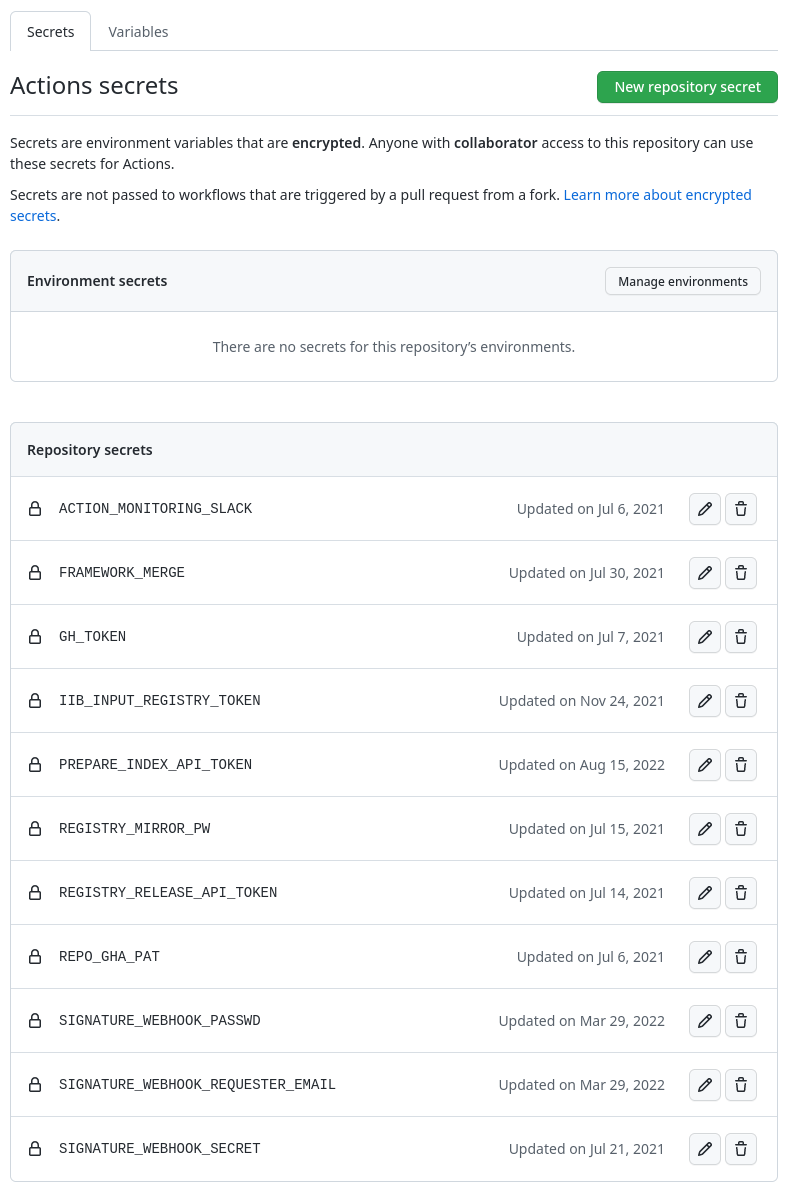 Secrets
Variables
Actions secrets
New repository secret
Secrets are environment variables that are encrypted. Anyone with collaborator access to this repository can use
these secrets for Actions.
Secrets are not passed to workflows that are triggered by a pull request from a fork. Learn more about encrypted
secrets.
Environment secrets
Manage environments
There are no secrets for this repository’s environments.
Repository secrets
ACTION_MONITORING_SLACK Updated on Jul 6, 2021
FRAMEWORK_MERGE Updated on Jul 30, 2021
GH_TOKEN Updated on Jul 7, 2021
IIB_INPUT_REGISTRY_TOKEN Updated on Nov 24, 2021
PREPARE_INDEX_API_TOKEN Updated on Aug 15, 2022
REGISTRY_MIRROR_PW Updated on Jul 15, 2021
REGISTRY_RELEASE_API_TOKEN Updated on Jul 14, 2021
REPO_GHA_PAT Updated on Jul 6, 2021
SIGNATURE_WEBHOOK_PASSWD Updated on Mar 29, 2022
SIGNATURE_WEBHOOK_REQUESTER_EMAIL Updated on Mar 29, 2022
SIGNATURE_WEBHOOK_SECRET Updated on Jul 21, 2021